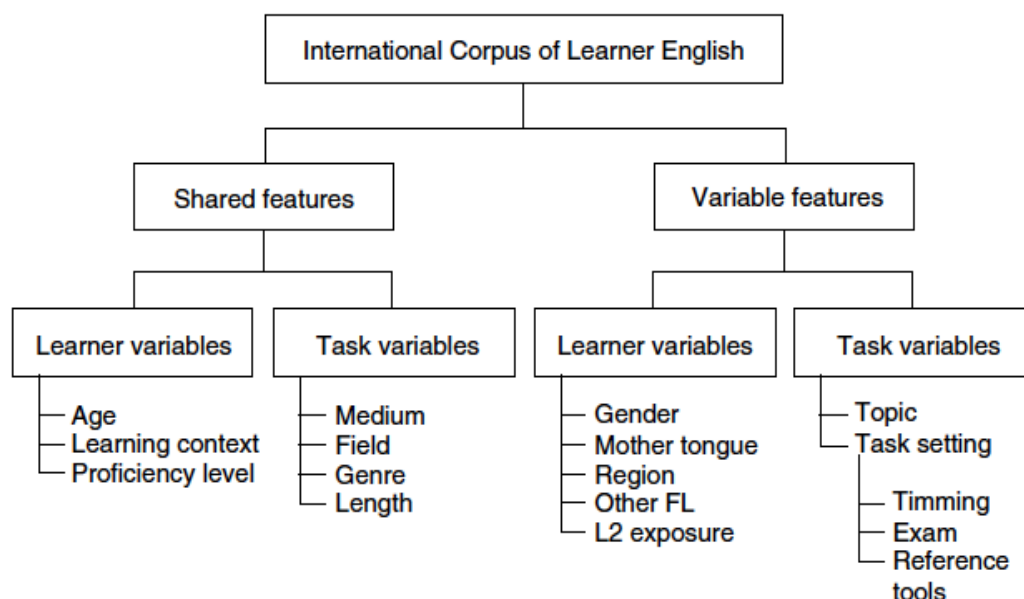 International Corpus of Learner English
Shared features
Variable features
Learner variables
Age
Learning context
Proficiency level
Task variables
Medium
Field
Genre
Length
Learner variables
Gender
Mother tongue
Region
Other FL
L2 exposure
Task variables
Topic
Task setting
Timming
Exam
Reference
tools